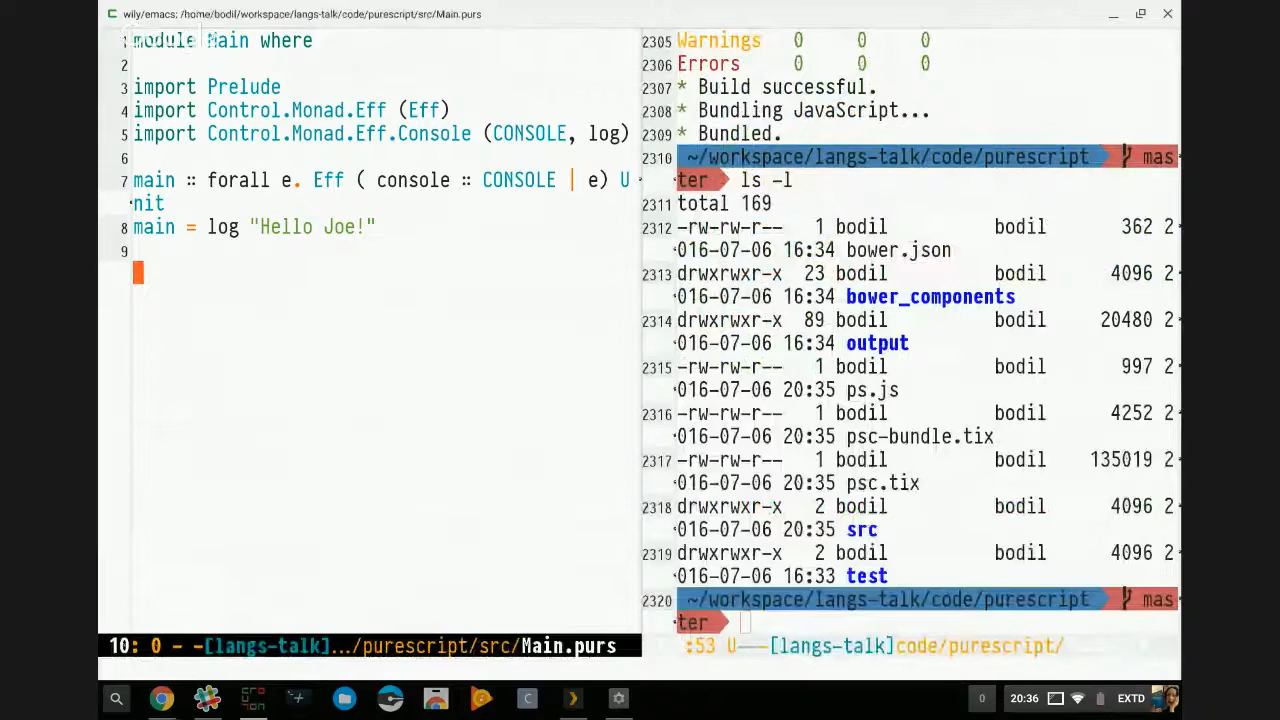 wily/emacs: /home/bodil/workspace/langs-talk/code/purescript/src/Main.purs
1 module Main where
2
3 import Prelude
4 import Control.Monad.Eff (Eff)
5 import Control.Monad.Eff.Console (CONSOLE, log)
6
7 main :: forall e. Eff ( console :: CONSOLE | e) U
nit
8 main = log "Hello Joe!"
9
10: 0 - -[langs-talk].../purescript/src/Main.purs
2305 Warnings 0 0 0
2306 Errors 0 0 0
2307 * Build successful.
2308 * Bundling JavaScript...
2309 * Bundled.
2310 ~/workspace/langs-talk/code/purescript mas
ter ls -l
2311 total 169
2312 -rw-rw-r-- 1 bodil bodil 362 2
016-07-06 16:34 bower.json
2313 drwxrwxr-x 23 bodil bodil 4096 2
016-07-06 16:34 bower_components
2314 drwxrwxr-x 89 bodil bodil 20480 2
016-07-06 16:34 output
2315 -rw-rw-r-- 1 bodil bodil 997 2
016-07-06 20:35 ps.js
2316 -rw-rw-r-- 1 bodil bodil 4252 2
016-07-06 20:35 psc-bundle.tix
2317 -rw-rw-r-- 1 bodil bodil 135019 2
016-07-06 20:35 psc.tix
2318 drwxrwxr-x 2 bodil bodil 4096 2
016-07-06 20:35 src
2319 drwxrwxr-x 2 bodil bodil 4096 2
016-07-06 16:33 test
2320 ~/workspace/langs-talk/code/purescript mas
ter
:53 U---[langs-talk]code/purescript/
0 20:36 EXTD